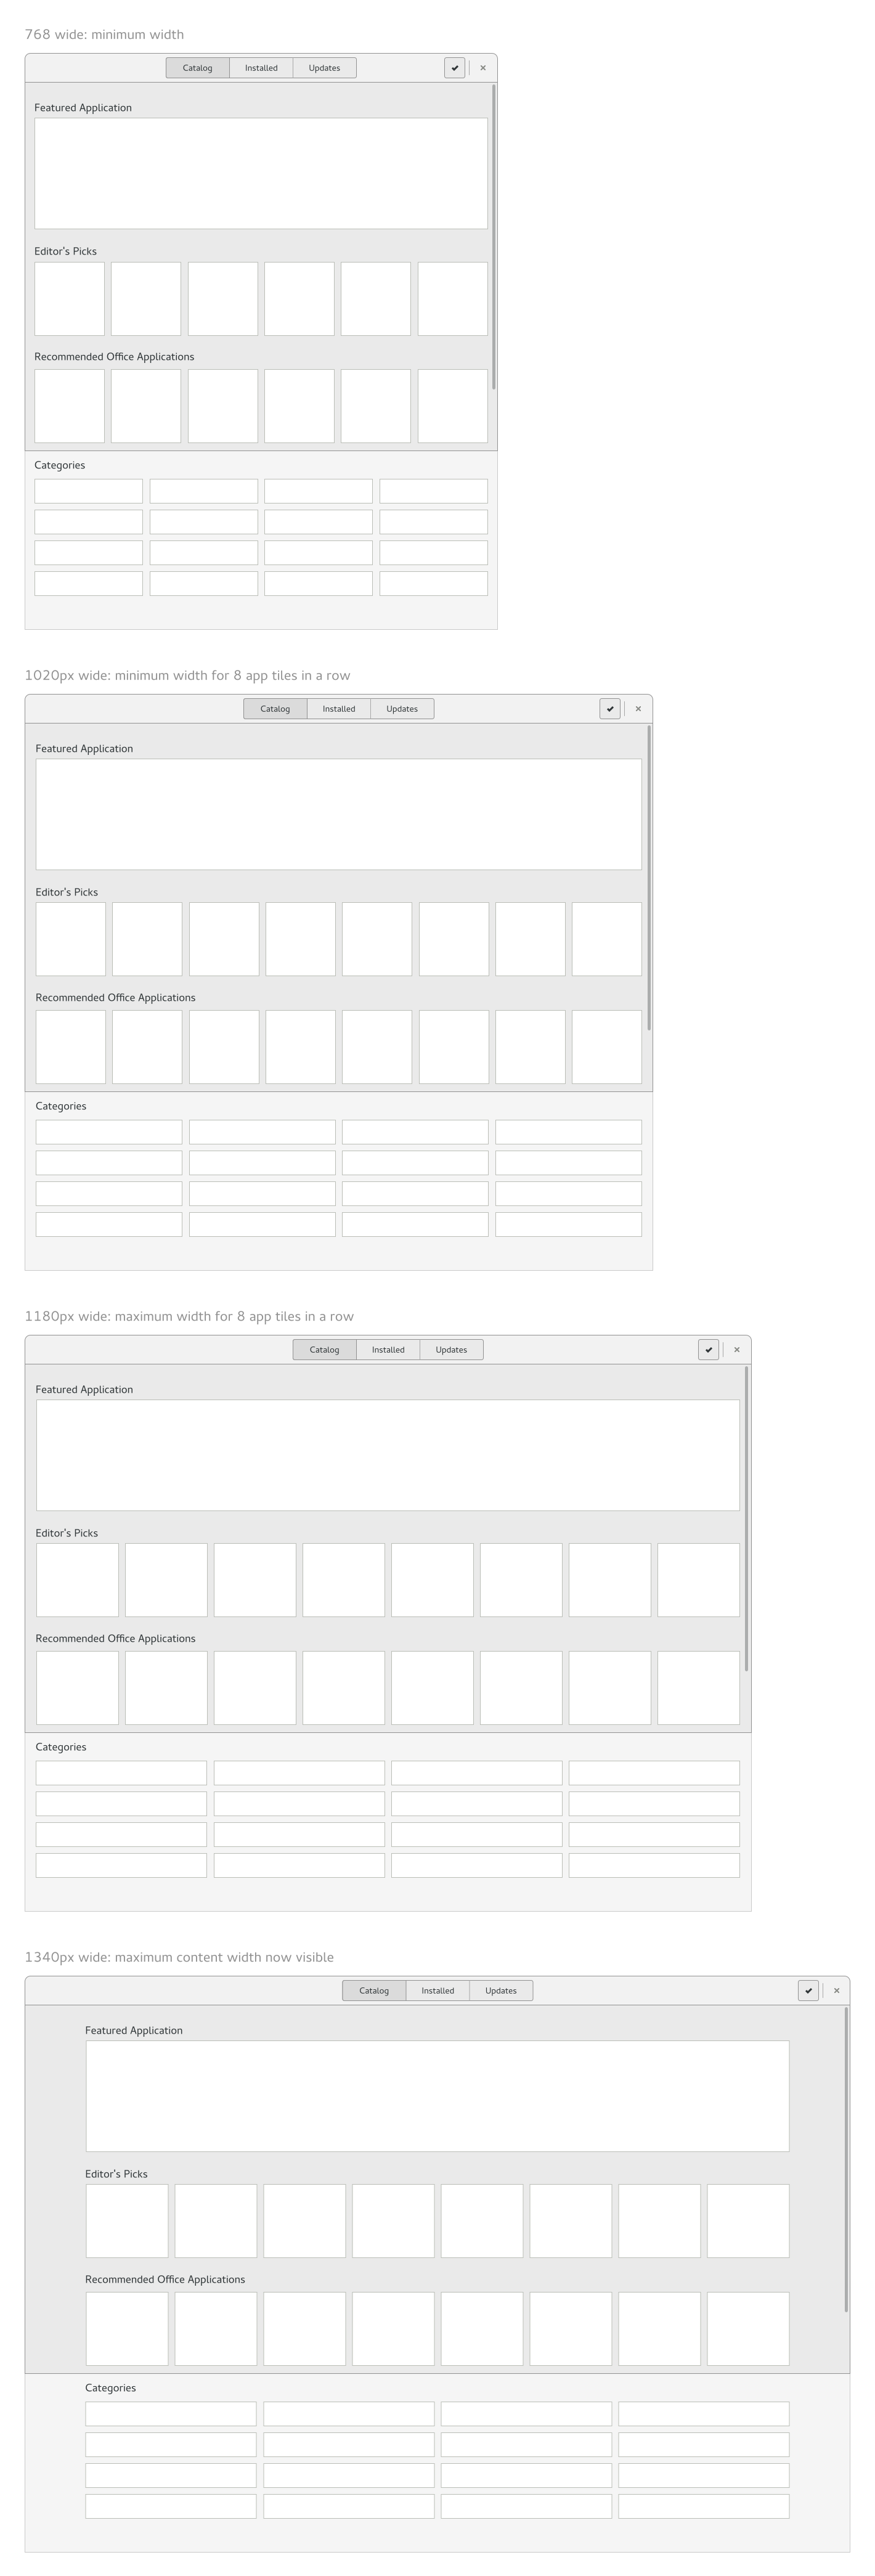 768 wide: minimum width
Catalog Installed Updates
Featured Application
Editor's Picks
Recommended Office Applications
Categories
1020px wide: minimum width for 8 app tiles in a row
Catalog Installed Updates
Featured Application
Editor's Picks
Recommended Office Applications
Categories
1180px wide: maximum width for 8 app tiles in a row
Catalog Installed Updates
Featured Application
Editor's Picks
Recommended Office Applications
Categories
1340px wide: maximum content width now visible
Catalog Installed Updates
Featured Application
Editor's Picks
Recommended Office Applications
Categories